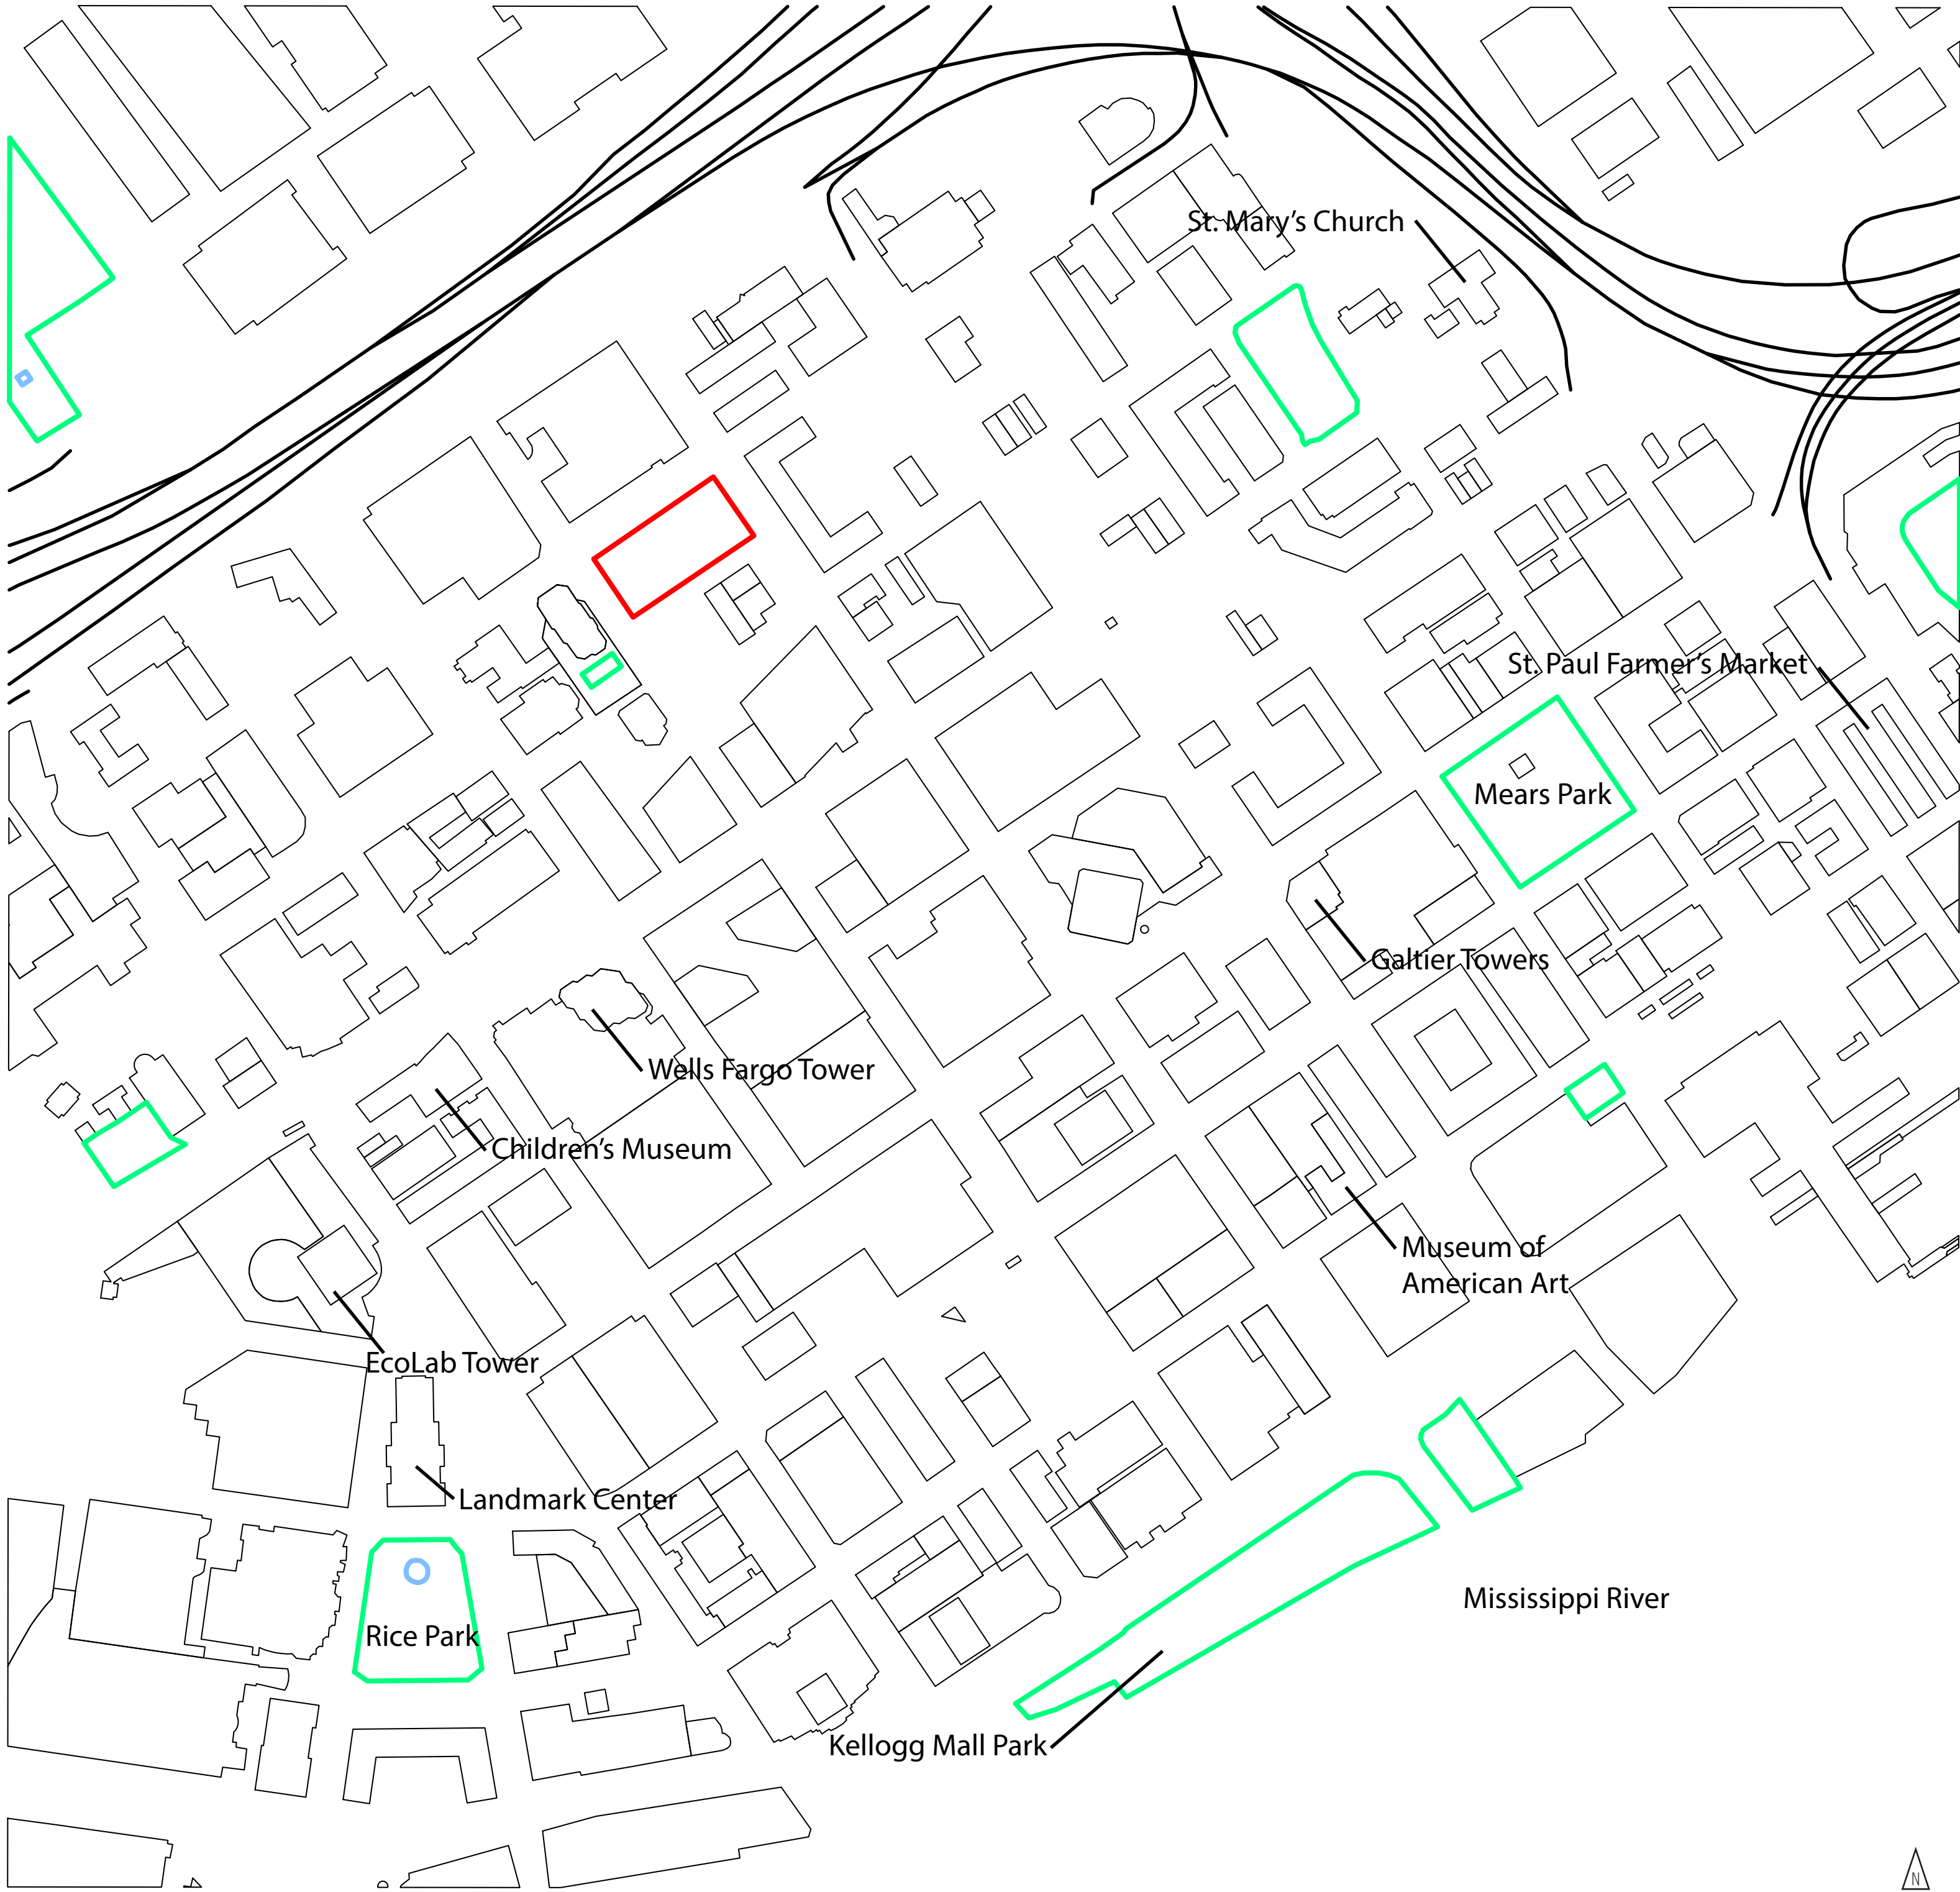 St. Mary's Church
St. Paul Farmer's Market
Mears Park
Galtier Towers
Wells Fargo Tower
Children's Museum
Museum of
American Art
EcoLab Tower
Landmark Center
Mississippi River
Rice Park
Kellogg Mall Park
N